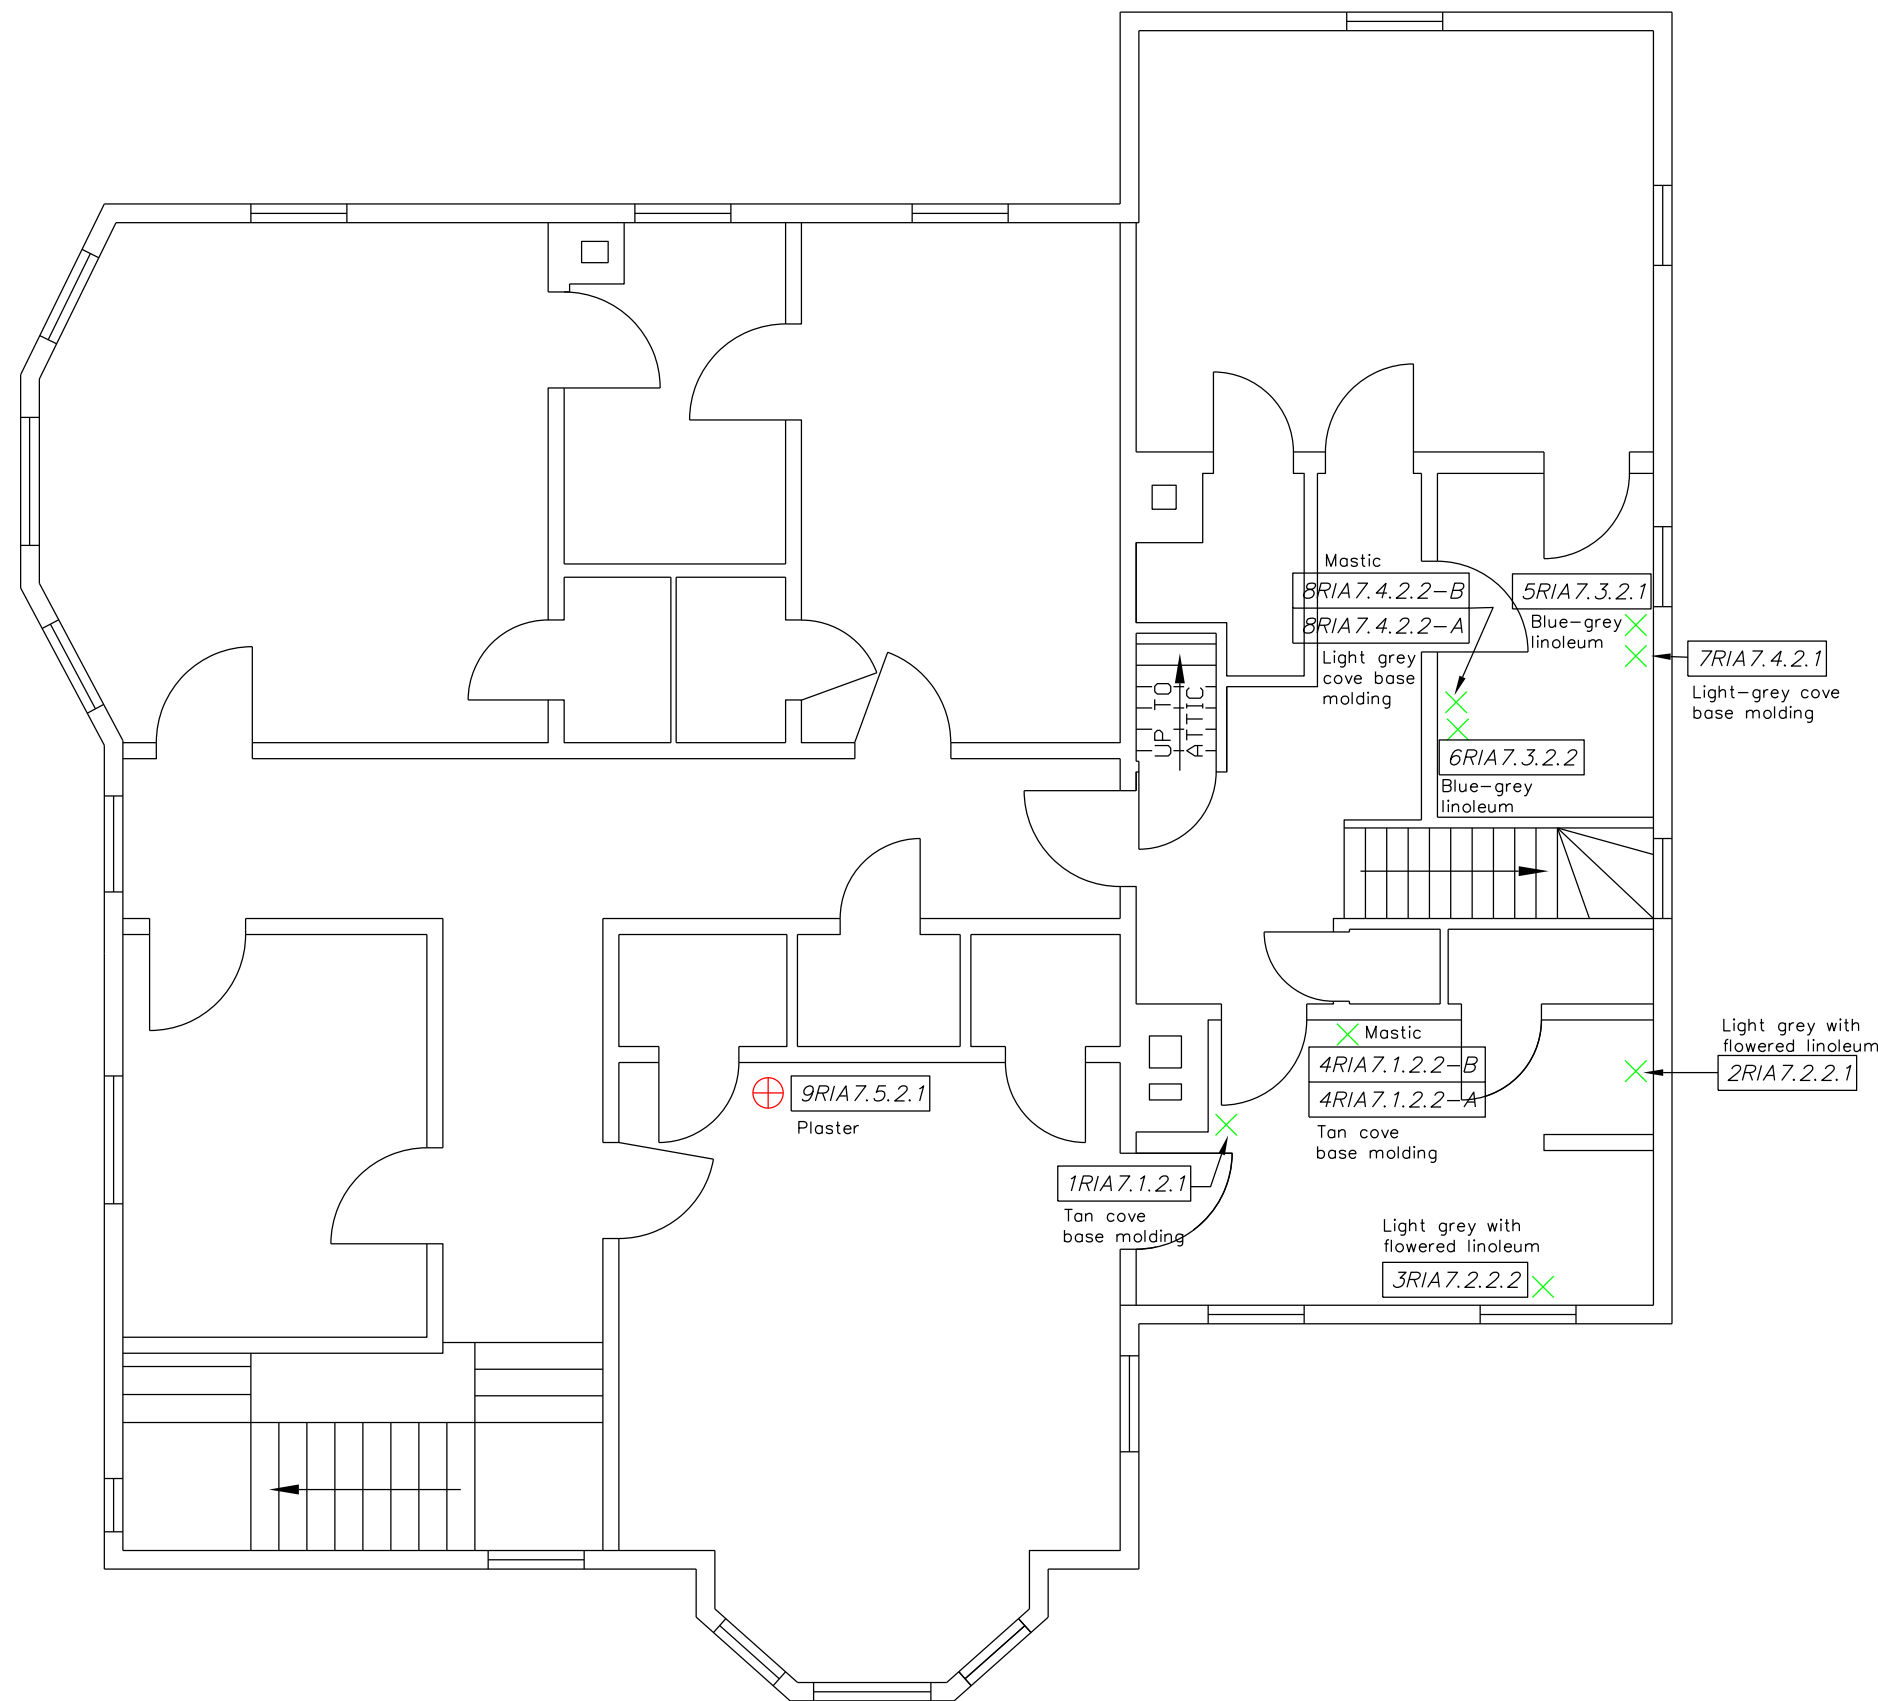 Mastic
8RIA7.4.2.2-B
8RIA7.4.2.2-A
Light grey
cove base
molding
5RIA7.3.2.1
Blue-grey
linoleum
7RIA7.4.2.1
Light-grey cove
base molding
UP TO
ATTIC
6RIA7.3.2.2
Blue-grey
linoleum
Light grey with
flowered linoleum
2RIA7.2.2.1
Mastic
4RIA7.1.2.2-B
4RIA7.1.2.2-A
Tan cove
base molding
9RIA7.5.2.1
Plaster
1RIA7.1.2.1
Tan cove
base molding
Light grey with
flowered linoleum
3RIA7.2.2.2